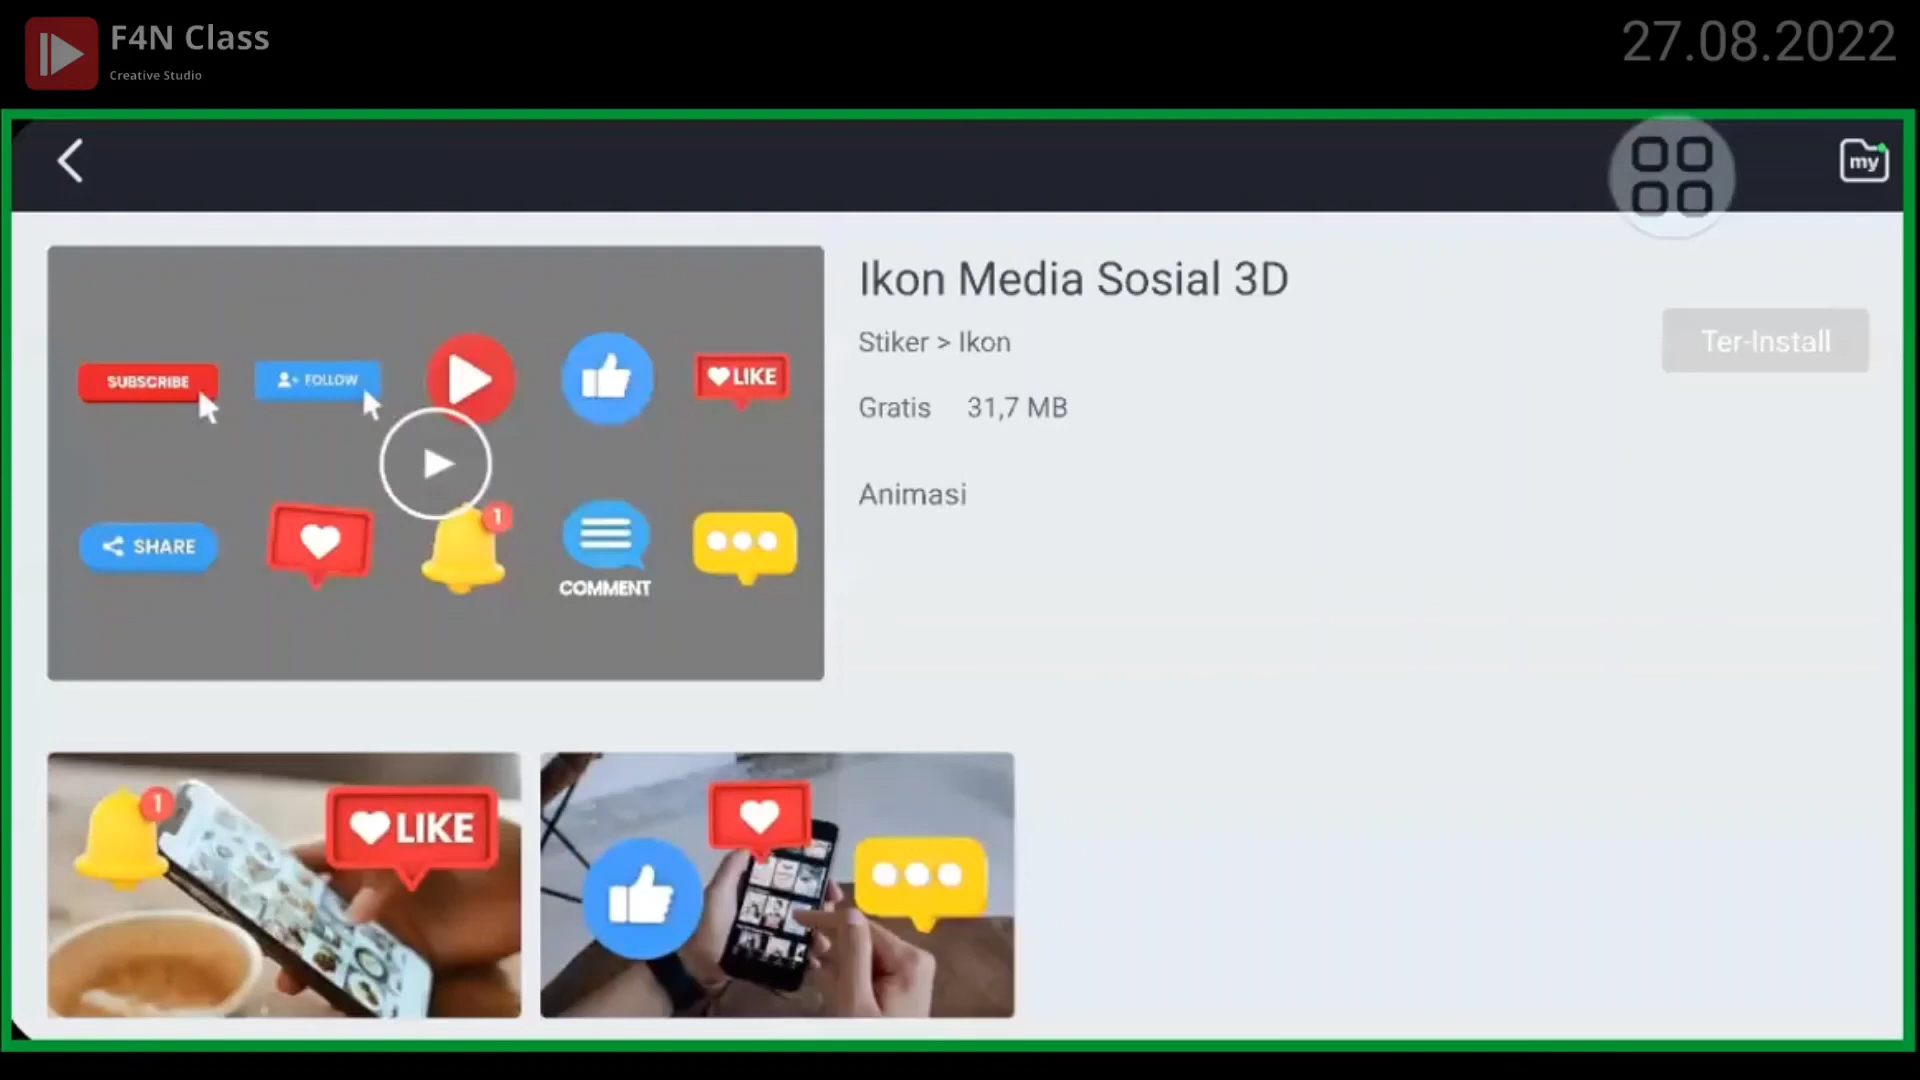 F4N Class
Creative Studio
27.08.2022
my
Ikon Media Sosial 3D
Stiker > Ikon
Ter-Install
Gratis 31,7 MB
Animasi
SUBSCRIBE
FOLLOW
LIKE
SHARE
1
COMMENT
1
LIKE